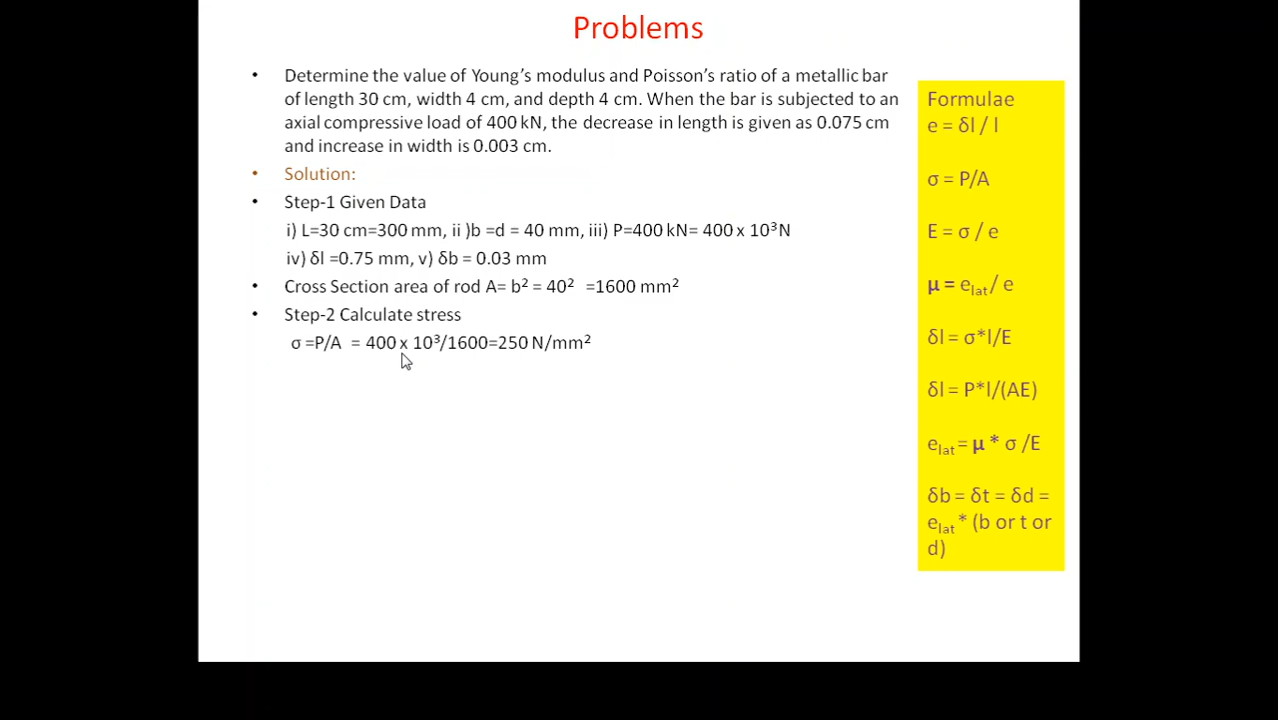 Problems
• Determine the value of Young's modulus and Poisson's ratio of a metallic bar
of length 30 cm, width 4 cm, and depth 4 cm. When the bar is subjected to an
axial compressive load of 400 kN, the decrease in length is given as 0.075 cm
and increase in width is 0.003 cm.
• Solution:
• Step-1 Given Data
i) L=30 cm=300 mm, ii )b =d = 40 mm, iii) P=400 kN= 400 x 10³N
iv) δl =0.75 mm, v) δb = 0.03 mm
• Cross Section area of rod A= b² = 40² =1600 mm²
• Step-2 Calculate stress
σ =P/A = 400 x 10³/1600=250 N/mm²
Formulae
e = δl / l
σ = P/A
E = σ / e
μ = eₗₐₜ/ e
δl = σ*l/E
δl = P*l/(AE)
eₗₐₜ = μ * σ /E
δb = δt = δd =
eₗₐₜ * (b or t or
d)